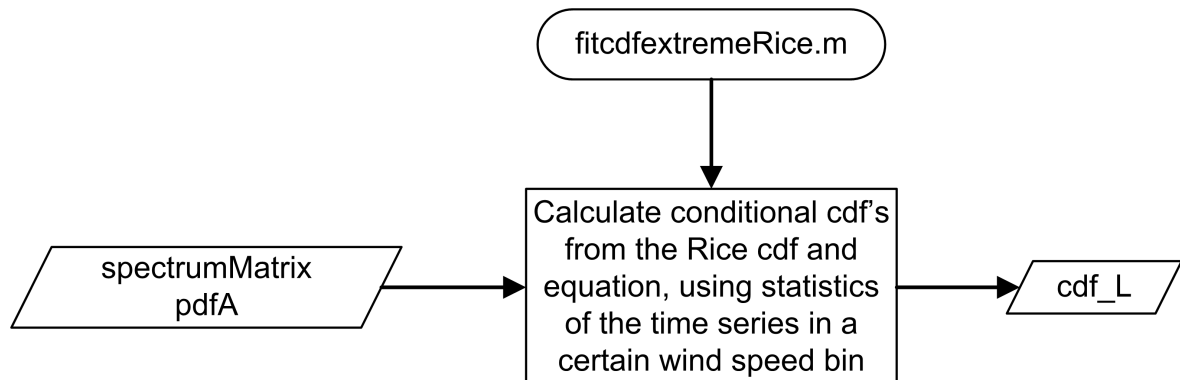 fitcdfextremeRice.m
Calculate conditional cdf's
from the Rice cdf and
equation, using statistics
of the time series in a
certain wind speed bin
spectrumMatrix
pdfA
cdf_L